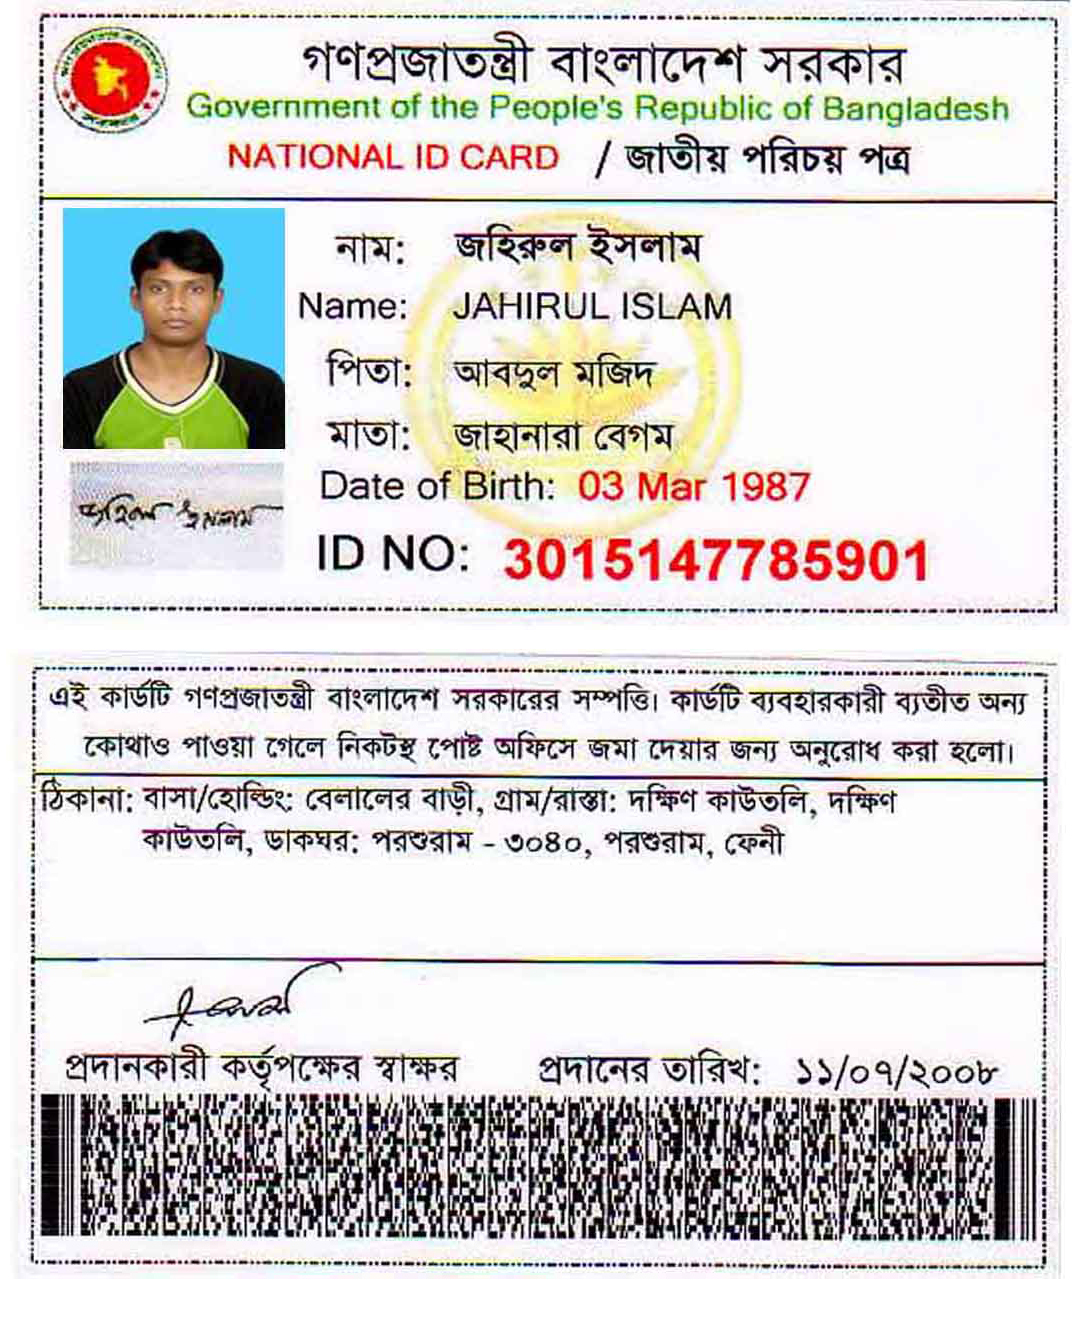 গণপ্রজাতন্ত্রী বাংলাদেশ সরকার
Government of the People's Republic of Bangladesh
NATIONAL ID CARD / জাতীয় পরিচয় পত্র
নাম: জহিরুল ইসলাম
Name: JAHIRUL ISLAM
পিতা: আবদুল মজিদ
মাতা: জাহানারা বেগম
Date of Birth: 03 Mar 1987
জহিরুল ইসলাম
ID NO: 3015147785901
এই কার্ডটি গণপ্রজাতন্ত্রী বাংলাদেশ সরকারের সম্পত্তি। কার্ডটি ব্যবহারকারী ব্যতীত অন্য
কোথাও পাওয়া গেলে নিকটস্থ পোষ্ট অফিসে জমা দেয়ার জন্য অনুরোধ করা হলো।
ঠিকানা: বাসা/হোল্ডিং: বেলালের বাড়ী, গ্রাম/রাস্তা: দক্ষিণ কাউতলি, দক্ষিণ
কাউতলি, ডাকঘর: পরশুরাম - ৩০৪০, পরশুরাম, ফেনী
প্রদানকারী কর্তৃপক্ষের স্বাক্ষর প্রদানের তারিখ: ১১/০৭/২০০৮